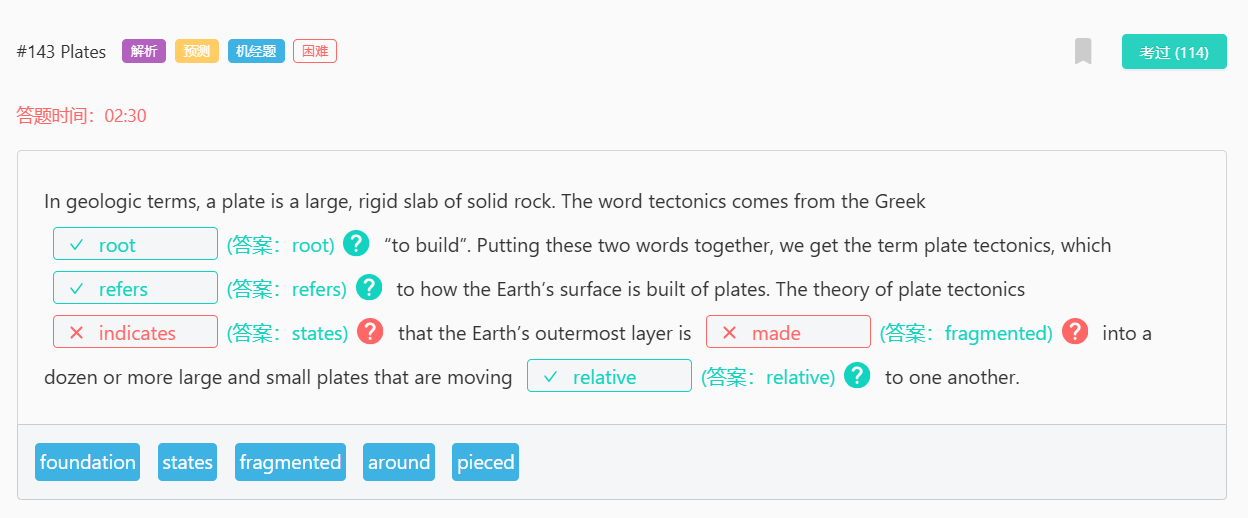 #143 Plates 解析 预测 机经题 困难 考过 (114)
答题时间：02:30
In geologic terms, a plate is a large, rigid slab of solid rock. The word tectonics comes from the Greek
root (答案：root) ? “to build”. Putting these two words together, we get the term plate tectonics, which
refers (答案：refers) ? to how the Earth’s surface is built of plates. The theory of plate tectonics
indicates (答案：states) ? that the Earth’s outermost layer is made (答案：fragmented) ? into a
dozen or more large and small plates that are moving relative (答案：relative) ? to one another.
foundation states fragmented around pieced